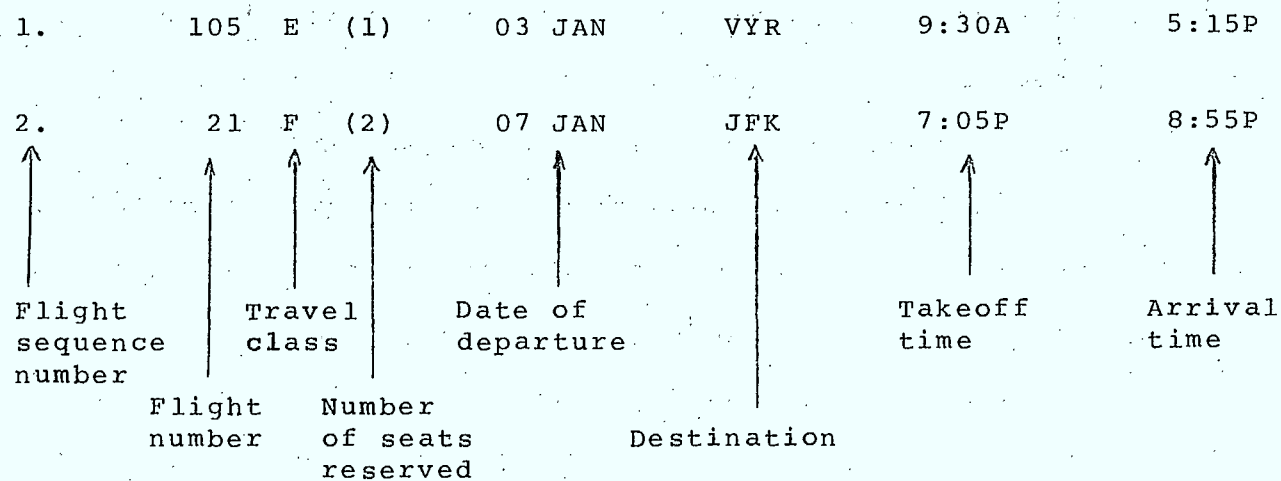 1. 105 E (1) 03 JAN VYR 9:30A 5:15P
2. 21 F (2) 07 JAN JFK 7:05P 8:55P
Flight sequence number
Travel class
Date of departure
Takeoff time
Arrival time
Flight number
Number of seats reserved
Destination